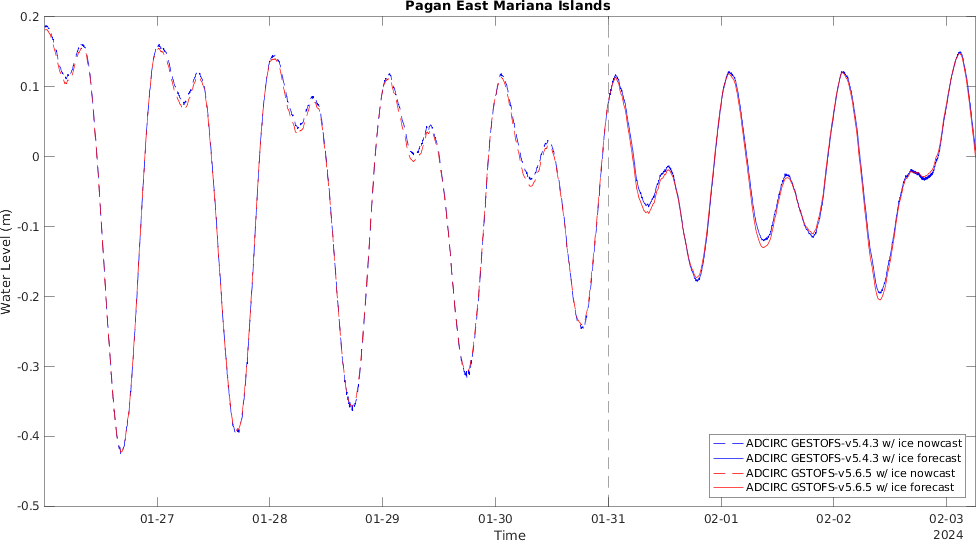 Pagan East Mariana Islands
0.2
0.1
0
-0.1
-0.2
-0.3
-0.4
-0.5
Water Level (m)
ADCIRC GESTOFS-v5.4.3 w/ ice nowcast
ADCIRC GESTOFS-v5.4.3 w/ ice forecast
ADCIRC GSTOFS-v5.6.5 w/ ice nowcast
ADCIRC GSTOFS-v5.6.5 w/ ice forecast
01-27 01-28 01-29 01-30 01-31 02-01 02-02 02-03
Time 2024